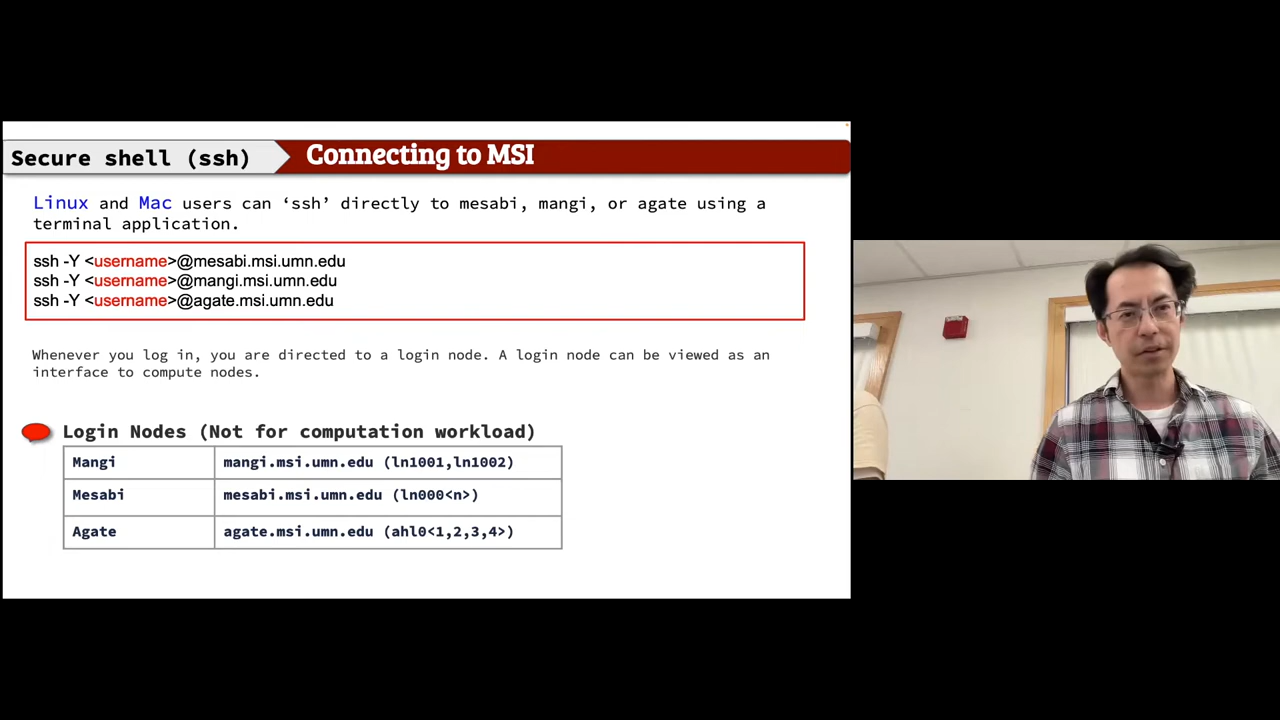 Secure shell (ssh)
Connecting to MSI
Linux and Mac users can ‘ssh’ directly to mesabi, mangi, or agate using a
terminal application.
ssh -Y <username>@mesabi.msi.umn.edu
ssh -Y <username>@mangi.msi.umn.edu
ssh -Y <username>@agate.msi.umn.edu
Whenever you log in, you are directed to a login node. A login node can be viewed as an
interface to compute nodes.
Login Nodes (Not for computation workload)
Mangi mangi.msi.umn.edu (ln1001,ln1002)
Mesabi mesabi.msi.umn.edu (ln000<n>)
Agate agate.msi.umn.edu (ahl0<1,2,3,4>)